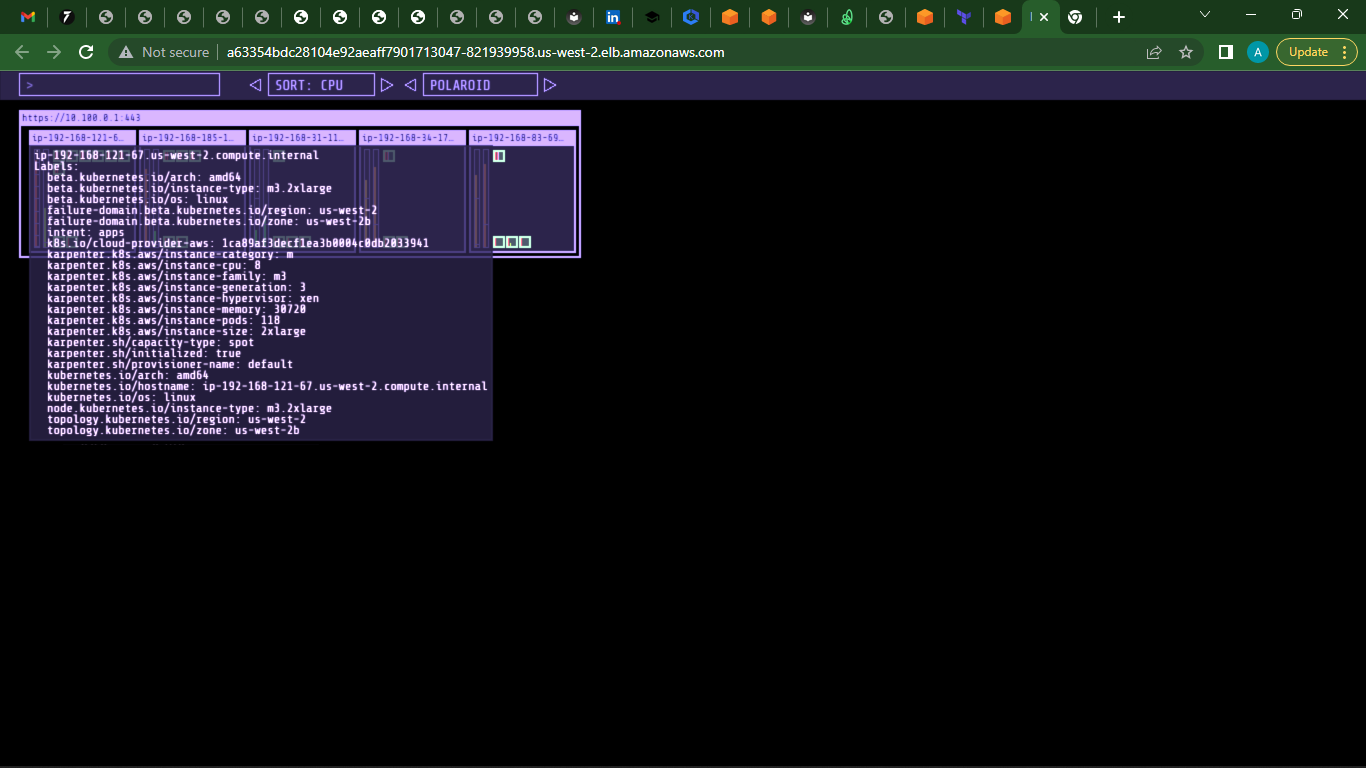 Not secure
a63354bdc28104e92aeaff7901713047-821939958.us-west-2.elb.amazonaws.com
A
Update
>
SORT: CPU
POLAROID
https://10.100.0.1:443
ip-192-168-121-6…
ip-192-168-185-1…
ip-192-168-31-11…
ip-192-168-34-17…
ip-192-168-83-69…
ip-192-168-121-67.us-west-2.compute.internal
Labels:
beta.kubernetes.io/arch: amd64
beta.kubernetes.io/instance-type: m3.2xlarge
beta.kubernetes.io/os: linux
failure-domain.beta.kubernetes.io/region: us-west-2
failure-domain.beta.kubernetes.io/zone: us-west-2b
intent: apps
k8s.io/cloud-provider-aws: 1ca89af3decf1ea3b0004c0db2033941
karpenter.k8s.aws/instance-category: m
karpenter.k8s.aws/instance-cpu: 8
karpenter.k8s.aws/instance-family: m3
karpenter.k8s.aws/instance-generation: 3
karpenter.k8s.aws/instance-hypervisor: xen
karpenter.k8s.aws/instance-memory: 30720
karpenter.k8s.aws/instance-pods: 118
karpenter.k8s.aws/instance-size: 2xlarge
karpenter.sh/capacity-type: spot
karpenter.sh/initialized: true
karpenter.sh/provisioner-name: default
kubernetes.io/arch: amd64
kubernetes.io/hostname: ip-192-168-121-67.us-west-2.compute.internal
kubernetes.io/os: linux
node.kubernetes.io/instance-type: m3.2xlarge
topology.kubernetes.io/region: us-west-2
topology.kubernetes.io/zone: us-west-2b